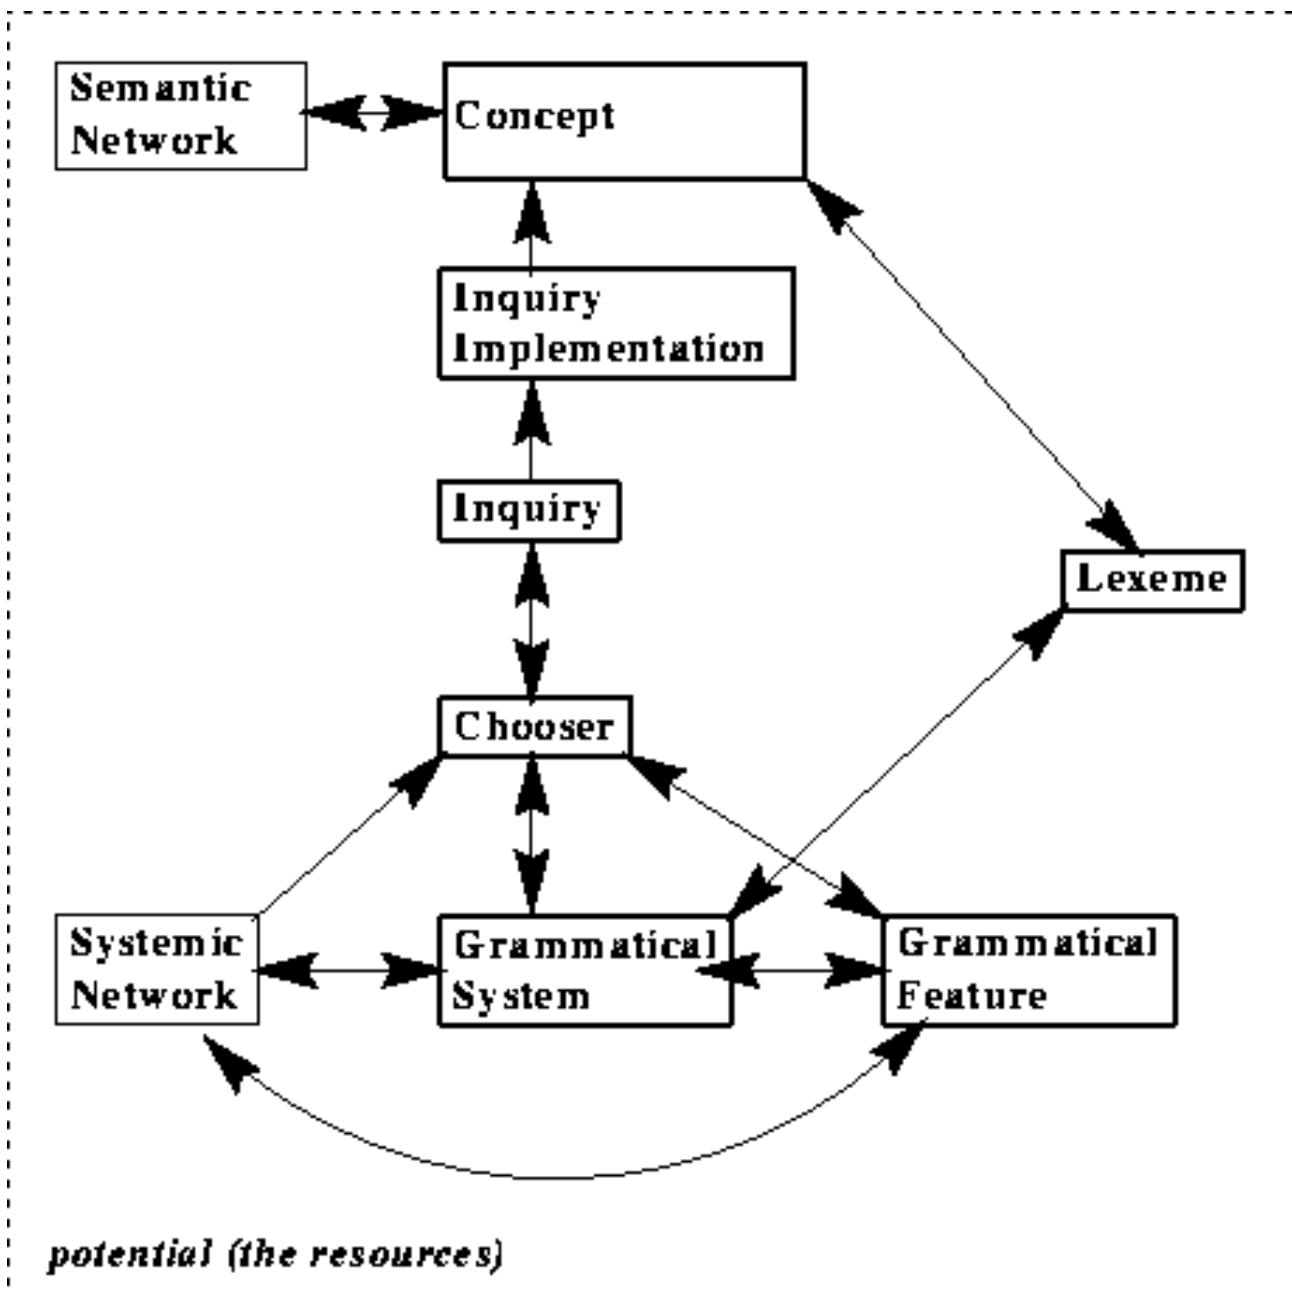 Semantic
Network
Concept
Inquiry
Implementation
Inquiry
Lexeme
Chooser
Systemic
Network
Grammatical
System
Grammatical
Feature
potential (the resources)